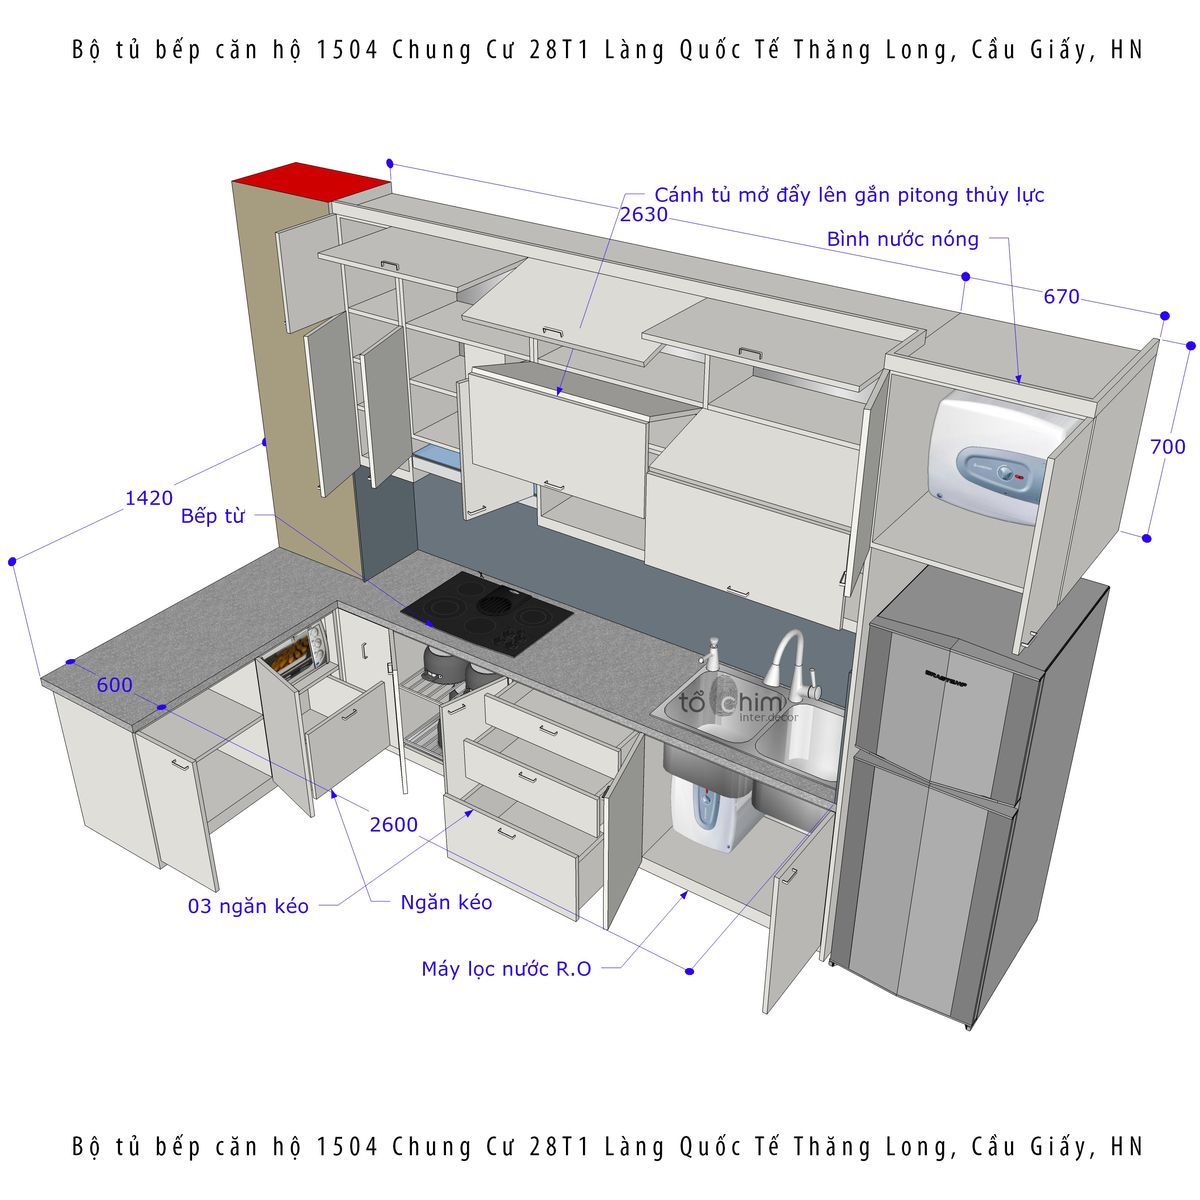 Bộ tủ bếp căn hộ 1504 Chung Cư 28T1 Làng Quốc Tế Thăng Long, Cầu Giấy, HN
Cánh tủ mở đẩy lên gắn pitong thủy lực
2630
Bình nước nóng
670
700
1420
Bếp từ
600
tổ chim
inter.decor
2600
03 ngăn kéo
Ngăn kéo
Máy lọc nước R.O
Bộ tủ bếp căn hộ 1504 Chung Cư 28T1 Làng Quốc Tế Thăng Long, Cầu Giấy, HN